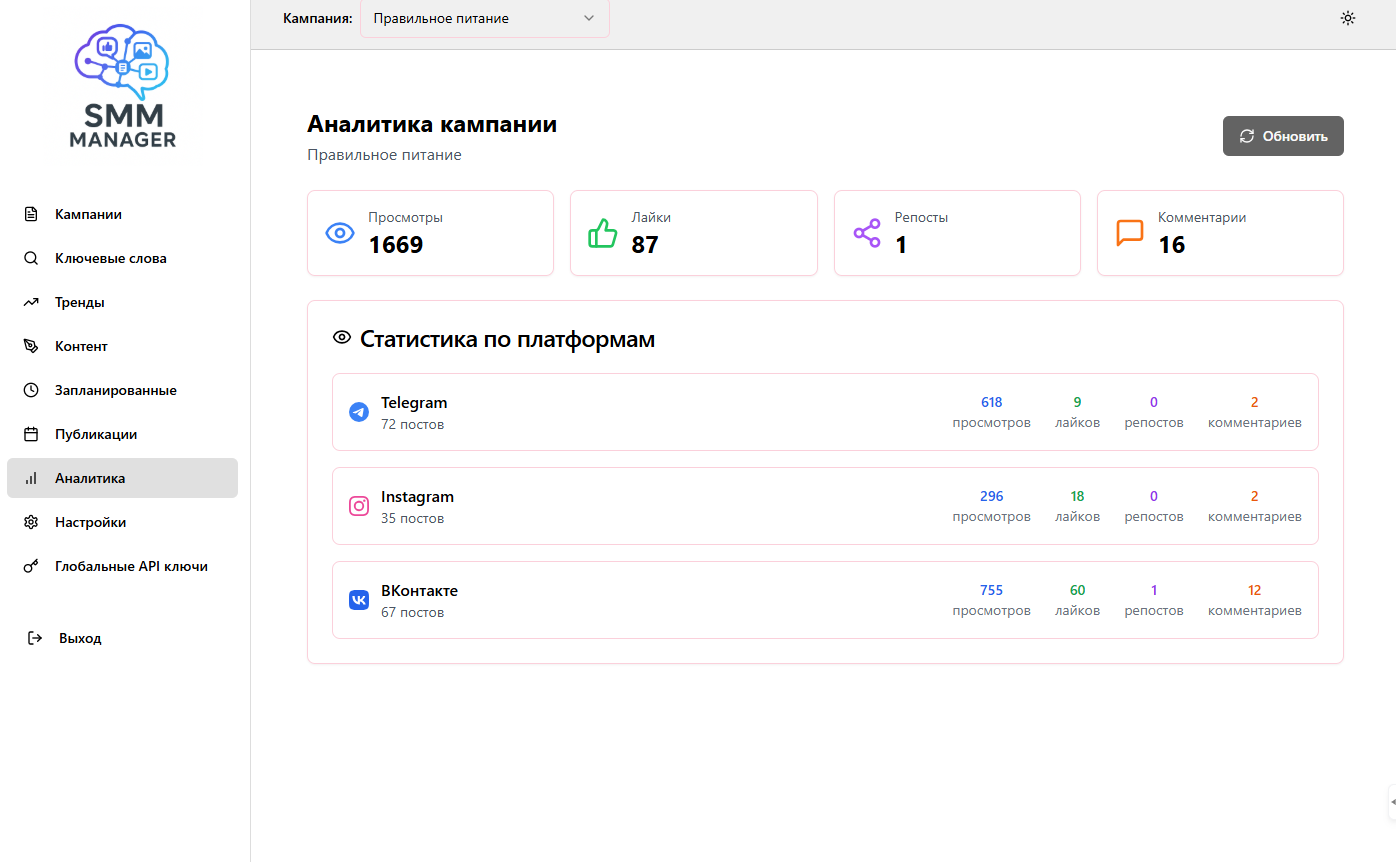 SMM
MANAGER
Кампании
Ключевые слова
Тренды
Контент
Запланированные
Публикации
Аналитика
Настройки
Глобальные API ключи
Выход
Кампания: Правильное питание
Аналитика кампании
Правильное питание
Обновить
Просмотры
1669
Лайки
87
Репосты
1
Комментарии
16
Статистика по платформам
Telegram
72 постов
618 9 0 2
просмотров лайков репостов комментариев
Instagram
35 постов
296 18 0 2
просмотров лайков репостов комментариев
ВКонтакте
67 постов
755 60 1 12
просмотров лайков репостов комментариев